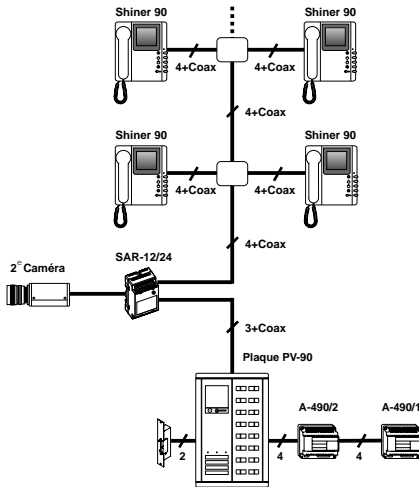 Shiner 90
Shiner 90
4+Coax
4+Coax
4+Coax
Shiner 90
Shiner 90
4+Coax
4+Coax
4+Coax
SAR-12/24
2e Caméra
3+Coax
Plaque PV-90
A-490/2
A-490/1
2
4
4